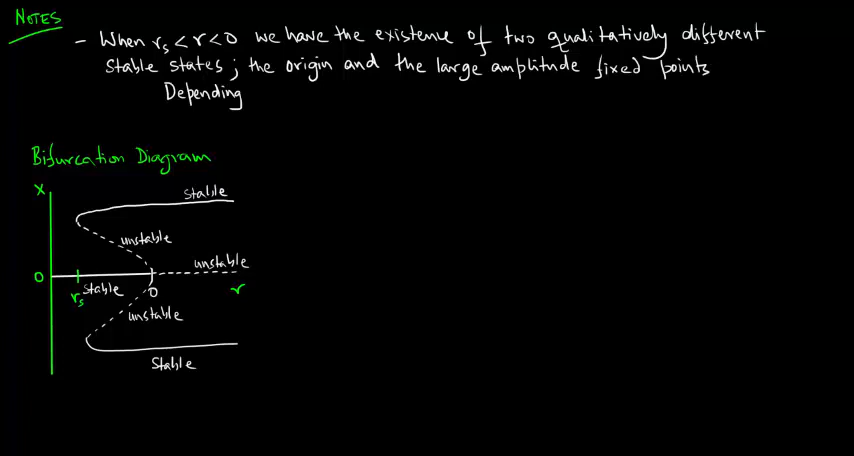 NOTES
- When rs < r < 0 we have the existence of two qualitatively different
stable states; the origin and the large amplitude fixed points
Depending
Bifurcation Diagram
X
stable
unstable
unstable
0
rs
stable
0
r
unstable
Stable